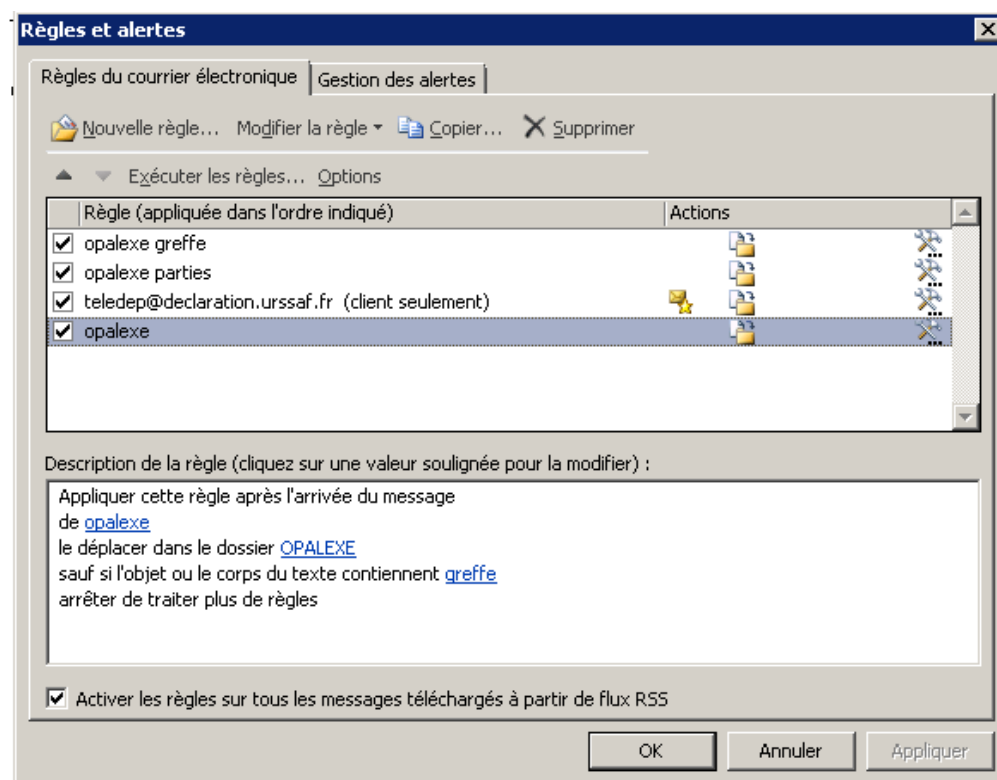 Règles et alertes
Règles du courrier électronique Gestion des alertes
Nouvelle règle... Modifier la règle Copier... Supprimer
Exécuter les règles... Options
Règle (appliquée dans l'ordre indiqué) Actions
opalexe greffe
opalexe parties
teledep@declaration.urssaf.fr (client seulement)
opalexe
Description de la règle (cliquez sur une valeur soulignée pour la modifier) :
Appliquer cette règle après l'arrivée du message
de opalexe
le déplacer dans le dossier OPALEXE
sauf si l'objet ou le corps du texte contiennent greffe
arrêter de traiter plus de règles
Activer les règles sur tous les messages téléchargés à partir de flux RSS
OK Annuler Appliquer